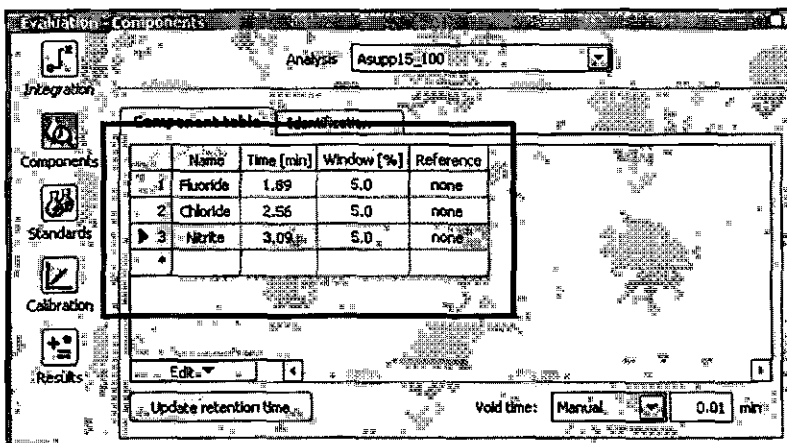 Evaluation - Components
Analysis Asupp15_100
Integration
Component table Identification
Components
Name Time [min] Window [%] Reference
1 Fluoride 1.89 5.0 none
2 Chloride 2.56 5.0 none
3 Nitrite 3.09 5.0 none
*
Standards
Calibration
Results
Edit
Update retention time
Void time: Manual 0.01 min